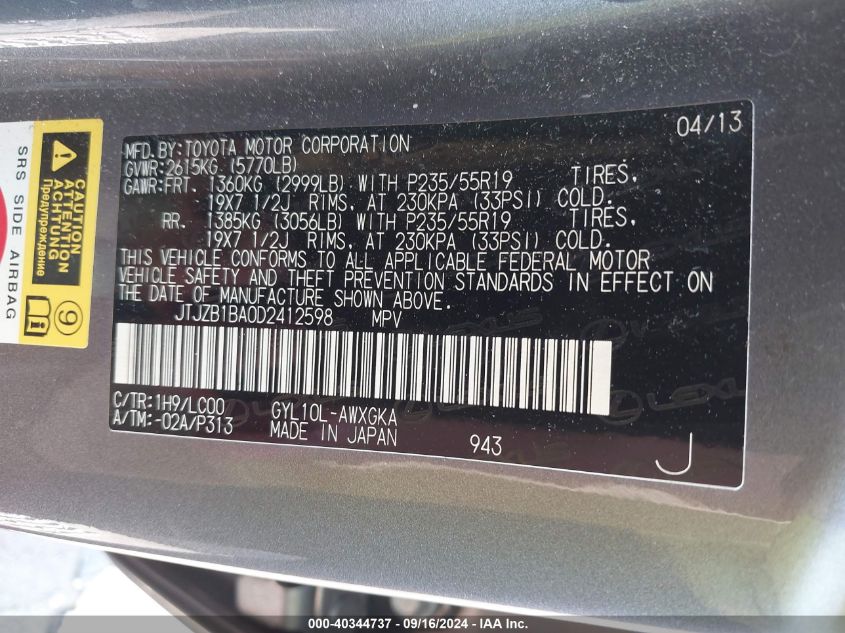 04/13
MFD.BY:TOYOTA MOTOR CORPORATION
GVWR:2615KG (5770LB)
GAWR:FRT. 1360KG (2999LB) WITH P235/55R19 TIRES,
19X7 1/2J RIMS, AT 230KPA (33PSI) COLD.
RR. 1385KG (3056LB) WITH P235/55R19 TIRES,
19X7 1/2J RIMS, AT 230KPA (33PSI) COLD.
THIS VEHICLE CONFORMS TO ALL APPLICABLE FEDERAL MOTOR
VEHICLE SAFETY AND THEFT PREVENTION STANDARDS IN EFFECT ON
THE DATE OF MANUFACTURE SHOWN ABOVE.
JTJZB1BA0D2412598 MPV
C/TR:1H9/LC00 GYL10L-AWXGKA
A/TM:-02A/P313 MADE IN JAPAN 943
J
LEXUS
SRS SIDE AIRBAG
CAUTION
ATTENTION
ACHTUNG
Предупреждение
9
000-40344737 - 09/16/2024 - IAA Inc.